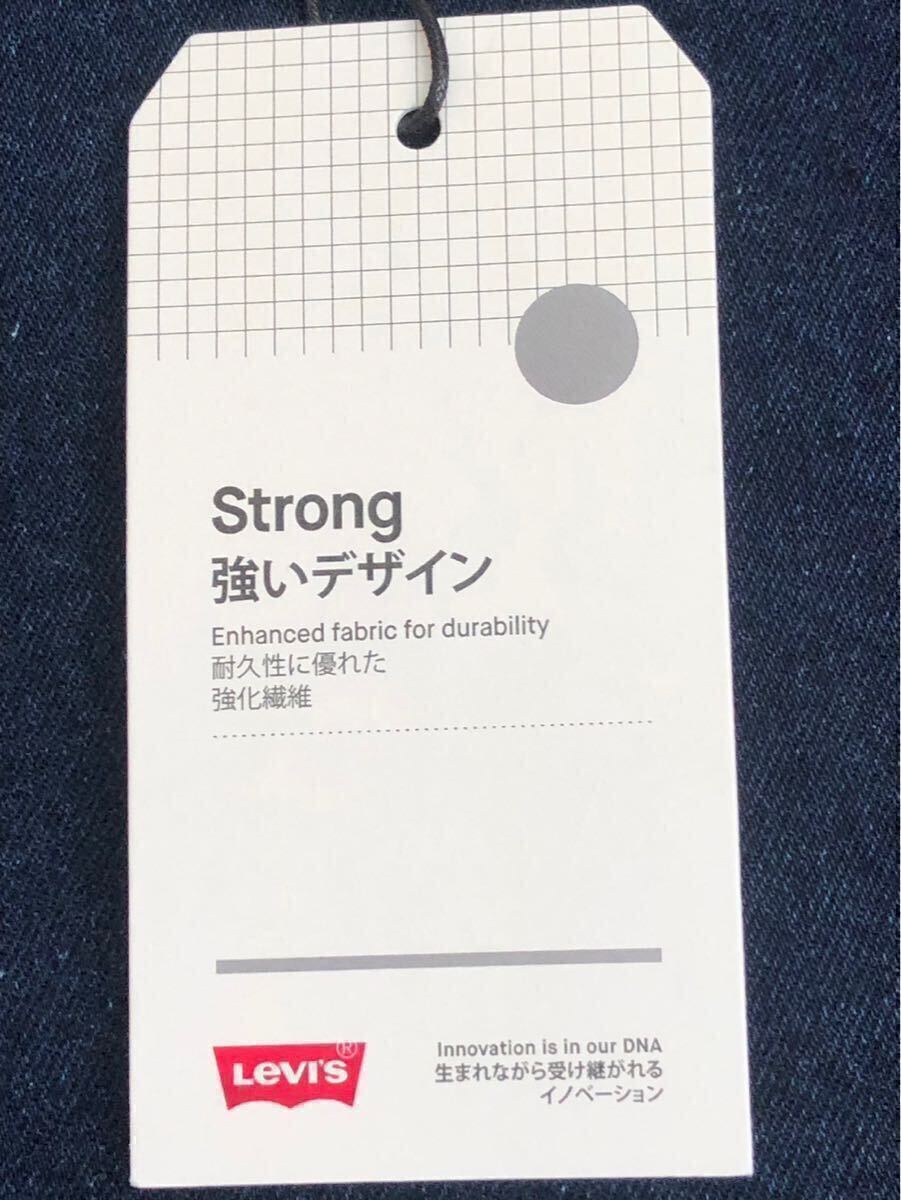 Strong
強いデザイン
Enhanced fabric for durability
耐久性に優れた
強化繊維
LEVI'S®
Innovation is in our DNA
生まれながら受け継がれる
イノベーション